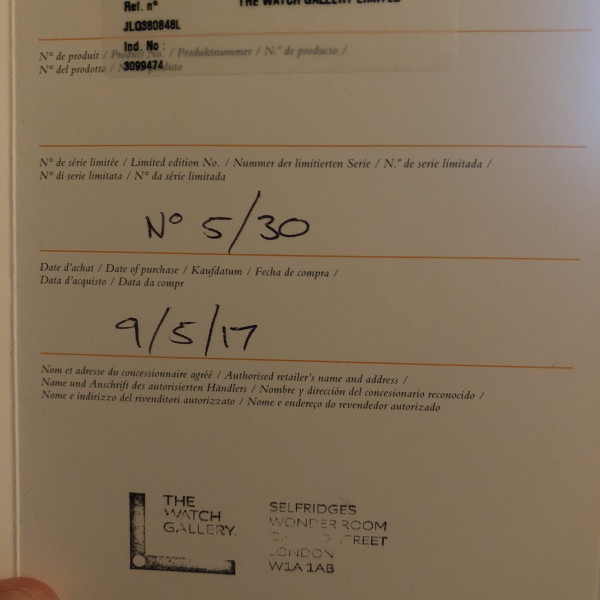 Ref. n° THE WATCH GALLERY LIMITED
JLQ380848L
Ind. No :
3099474
N° de produit / Product No. / Produktnummer / N.° de producto /
N° del prodotto / produto
N° de série limitée / Limited edition No. / Nummer der limitierten Serie / N.° de serie limitada /
N° di serie limitata / N° da série limitada
N° 5/30
Date d'achat / Date of purchase / Kaufdatum / Fecha de compra /
Data d'acquisto / Data da compr
9/5/17
Nom et adresse du concessionnaire agréé / Authorised retailer's name and address /
Name und Anschrift des autorisierten Händlers / Nombre y dirección del concesionario reconocido /
Nome e indirizzo del rivenditori autorizzato / Nome e endereço do revendedor autorizado
THE
WATCH
GALLERY.
SELFRIDGES
WONDER ROOM
STREET
LONDON
W1A 1AB